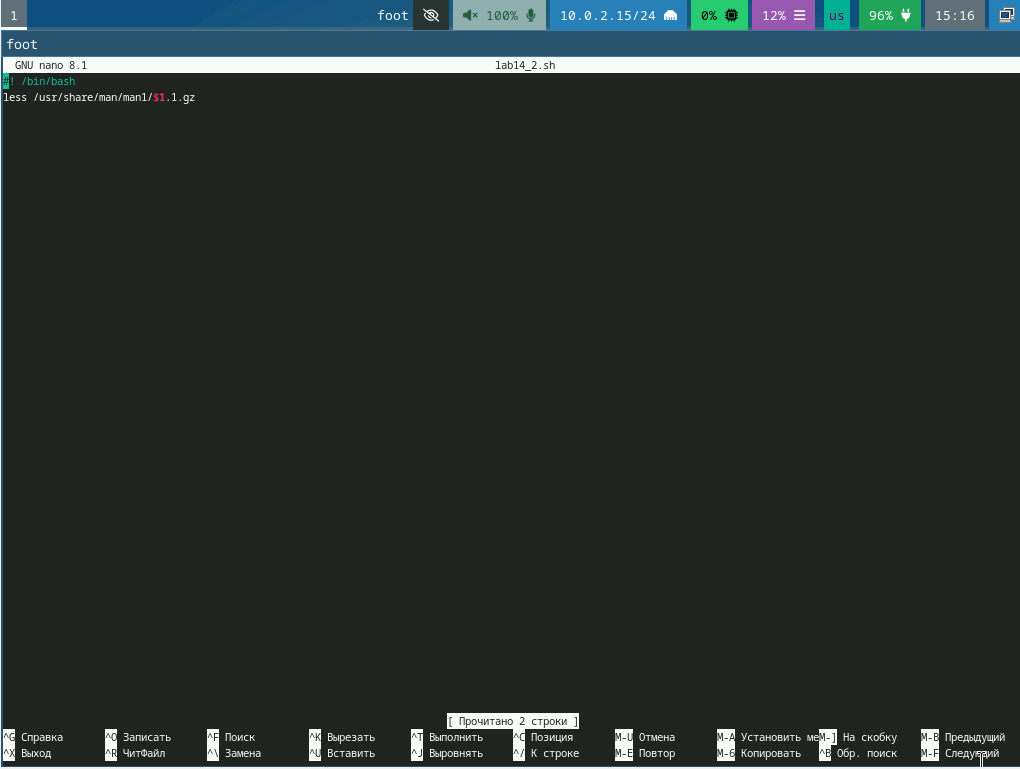 1 foot 100% 10.0.2.15/24 0% 12% us 96% 15:16
foot
GNU nano 8.1 lab14_2.sh
#! /bin/bash
less /usr/share/man/man1/$1.1.gz
[ Прочитано 2 строки ]
^G Справка ^O Записать ^F Поиск ^K Вырезать ^T Выполнить ^C Позиция M-U Отмена M-A Установить ме M-] На скобку M-B Предыдущий
^X Выход ^R ЧитФайл ^\ Замена ^U Вставить ^J Выровнять ^/ К строке M-E Повтор M-6 Копировать ^B Обр. поиск M-F Следующий